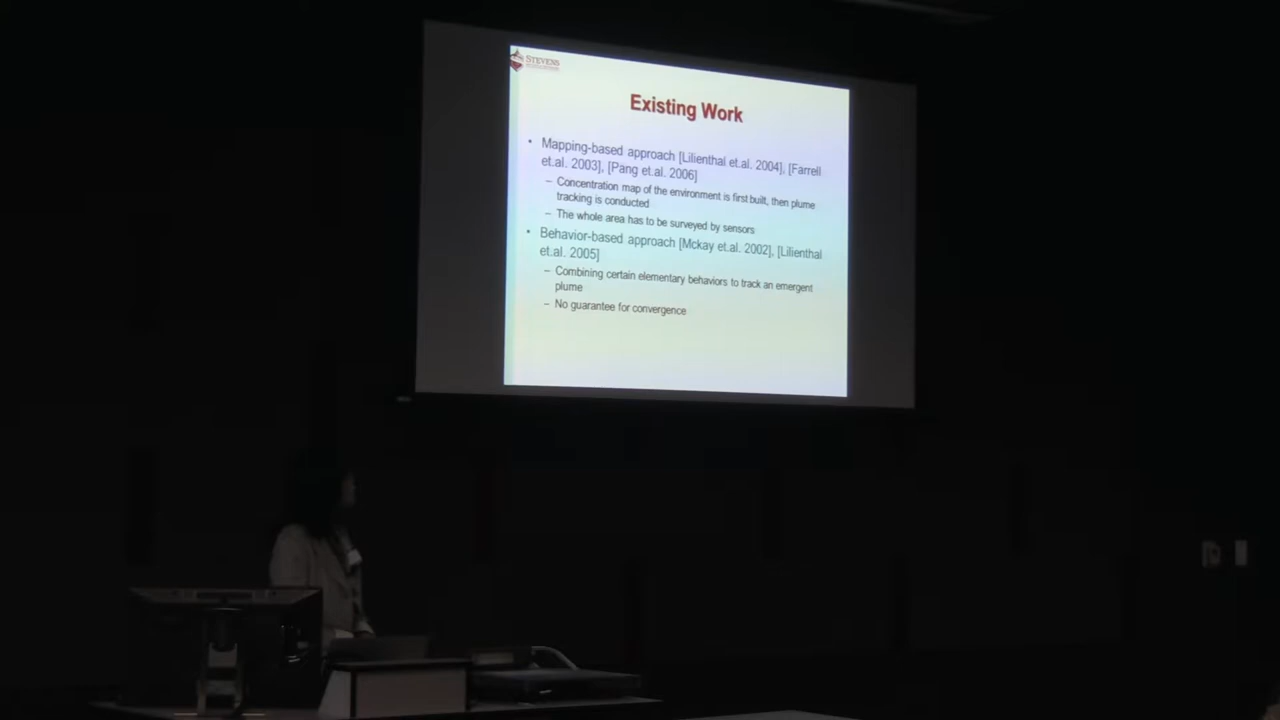 STEVENS
Existing Work
• Mapping-based approach [Lilienthal et.al. 2004], [Farrell
et.al. 2003], [Pang et.al. 2006]
– Concentration map of the environment is first built, then plume
tracking is conducted
– The whole area has to be surveyed by sensors
• Behavior-based approach [Mckay et.al. 2002], [Lilienthal
et.al. 2005]
– Combining certain elementary behaviors to track an emergent
plume
– No guarantee for convergence